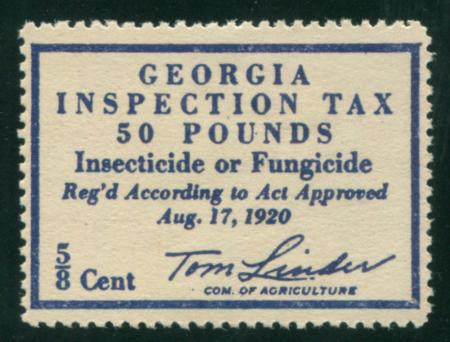 GEORGIA
INSPECTION TAX
50 POUNDS
Insecticide or Fungicide
Reg'd According to Act Approved
Aug. 17, 1920
5/8 Cent
Tom Linder
COM. OF AGRICULTURE